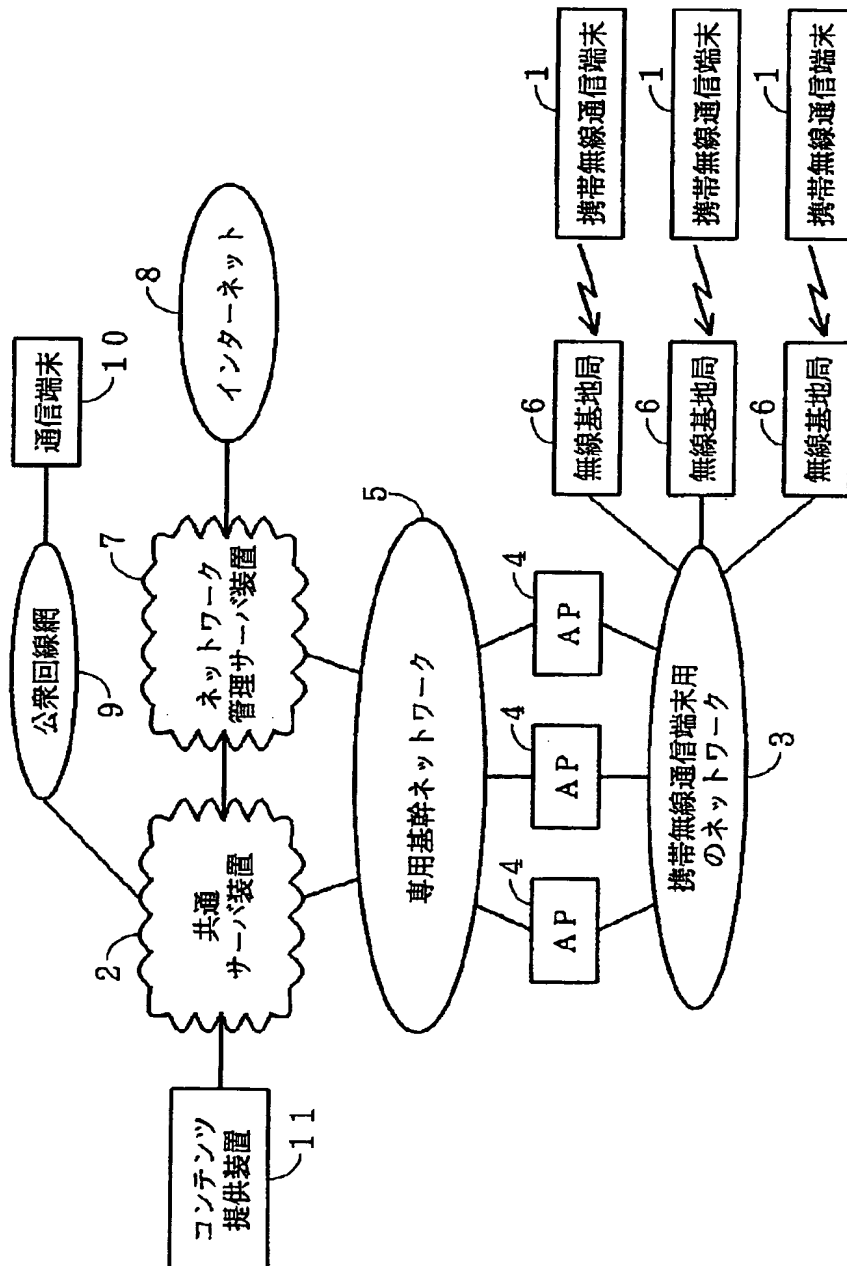 通信端末
10
公衆回線網
9
インターネット
8
ネットワーク
管理サーバ装置
7
共通
サーバ装置
2
コンテンツ
提供装置
11
専用基幹ネットワーク
5
AP
4
AP
4
AP
4
携帯無線通信端末用
のネットワーク
3
無線基地局
6
無線基地局
6
無線基地局
6
携帯無線通信端末
1
携帯無線通信端末
1
携帯無線通信端末
1